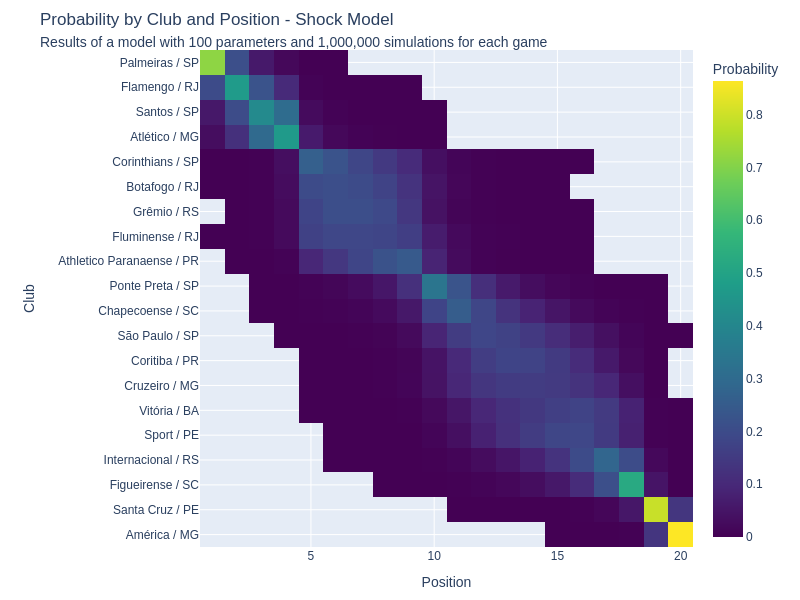 Probability by Club and Position - Shock Model
Results of a model with 100 parameters and 1,000,000 simulations for each game
Probability
Palmeiras / SP
Flamengo / RJ
Santos / SP
Atlético / MG
Corinthians / SP
Botafogo / RJ
Grêmio / RS
Fluminense / RJ
Athletico Paranaense / PR
Ponte Preta / SP
Chapecoense / SC
São Paulo / SP
Coritiba / PR
Cruzeiro / MG
Vitória / BA
Sport / PE
Internacional / RS
Figueirense / SC
Santa Cruz / PE
América / MG
Club
5 10 15 20
Position
0.8
0.7
0.6
0.5
0.4
0.3
0.2
0.1
0